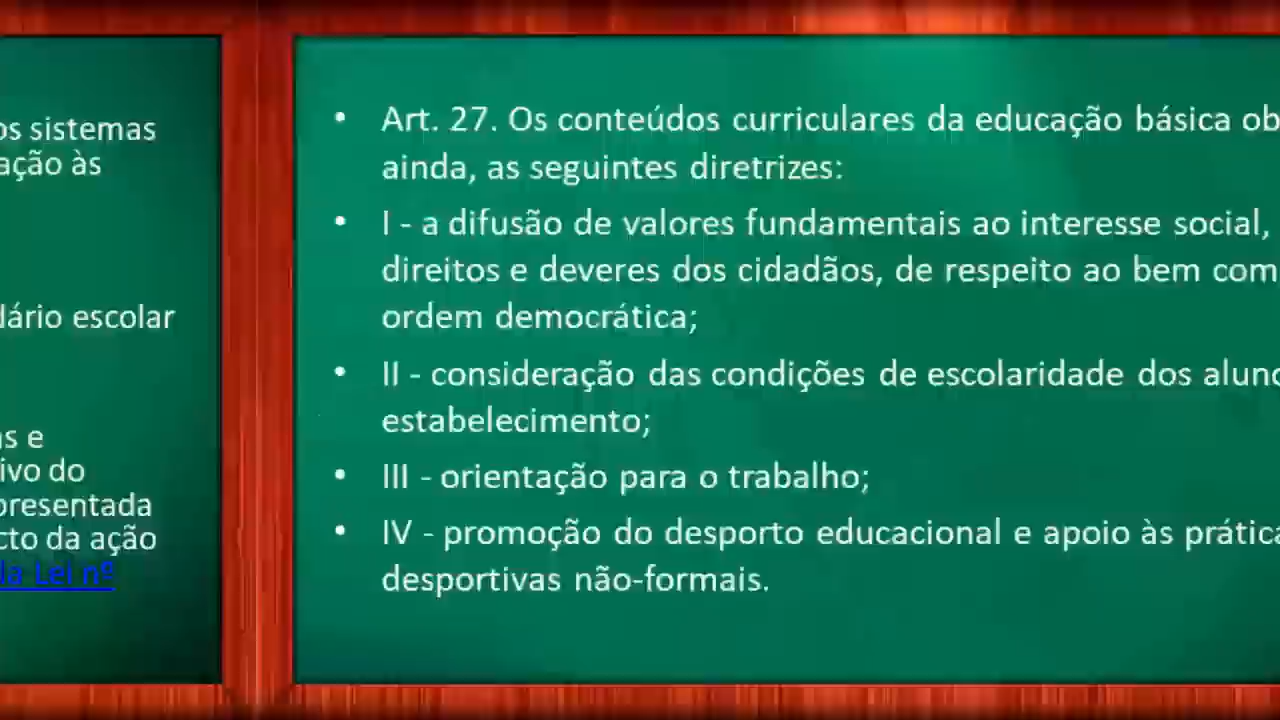 os sistemas
ação às
dário escolar
as e
ivo do
presentada
cto da ação
da Lei nº
Art. 27. Os conteúdos curriculares da educação básica ob
ainda, as seguintes diretrizes:
I - a difusão de valores fundamentais ao interesse social,
direitos e deveres dos cidadãos, de respeito ao bem com
ordem democrática;
II - consideração das condições de escolaridade dos aluno
estabelecimento;
III - orientação para o trabalho;
IV - promoção do desporto educacional e apoio às prática
desportivas não-formais.